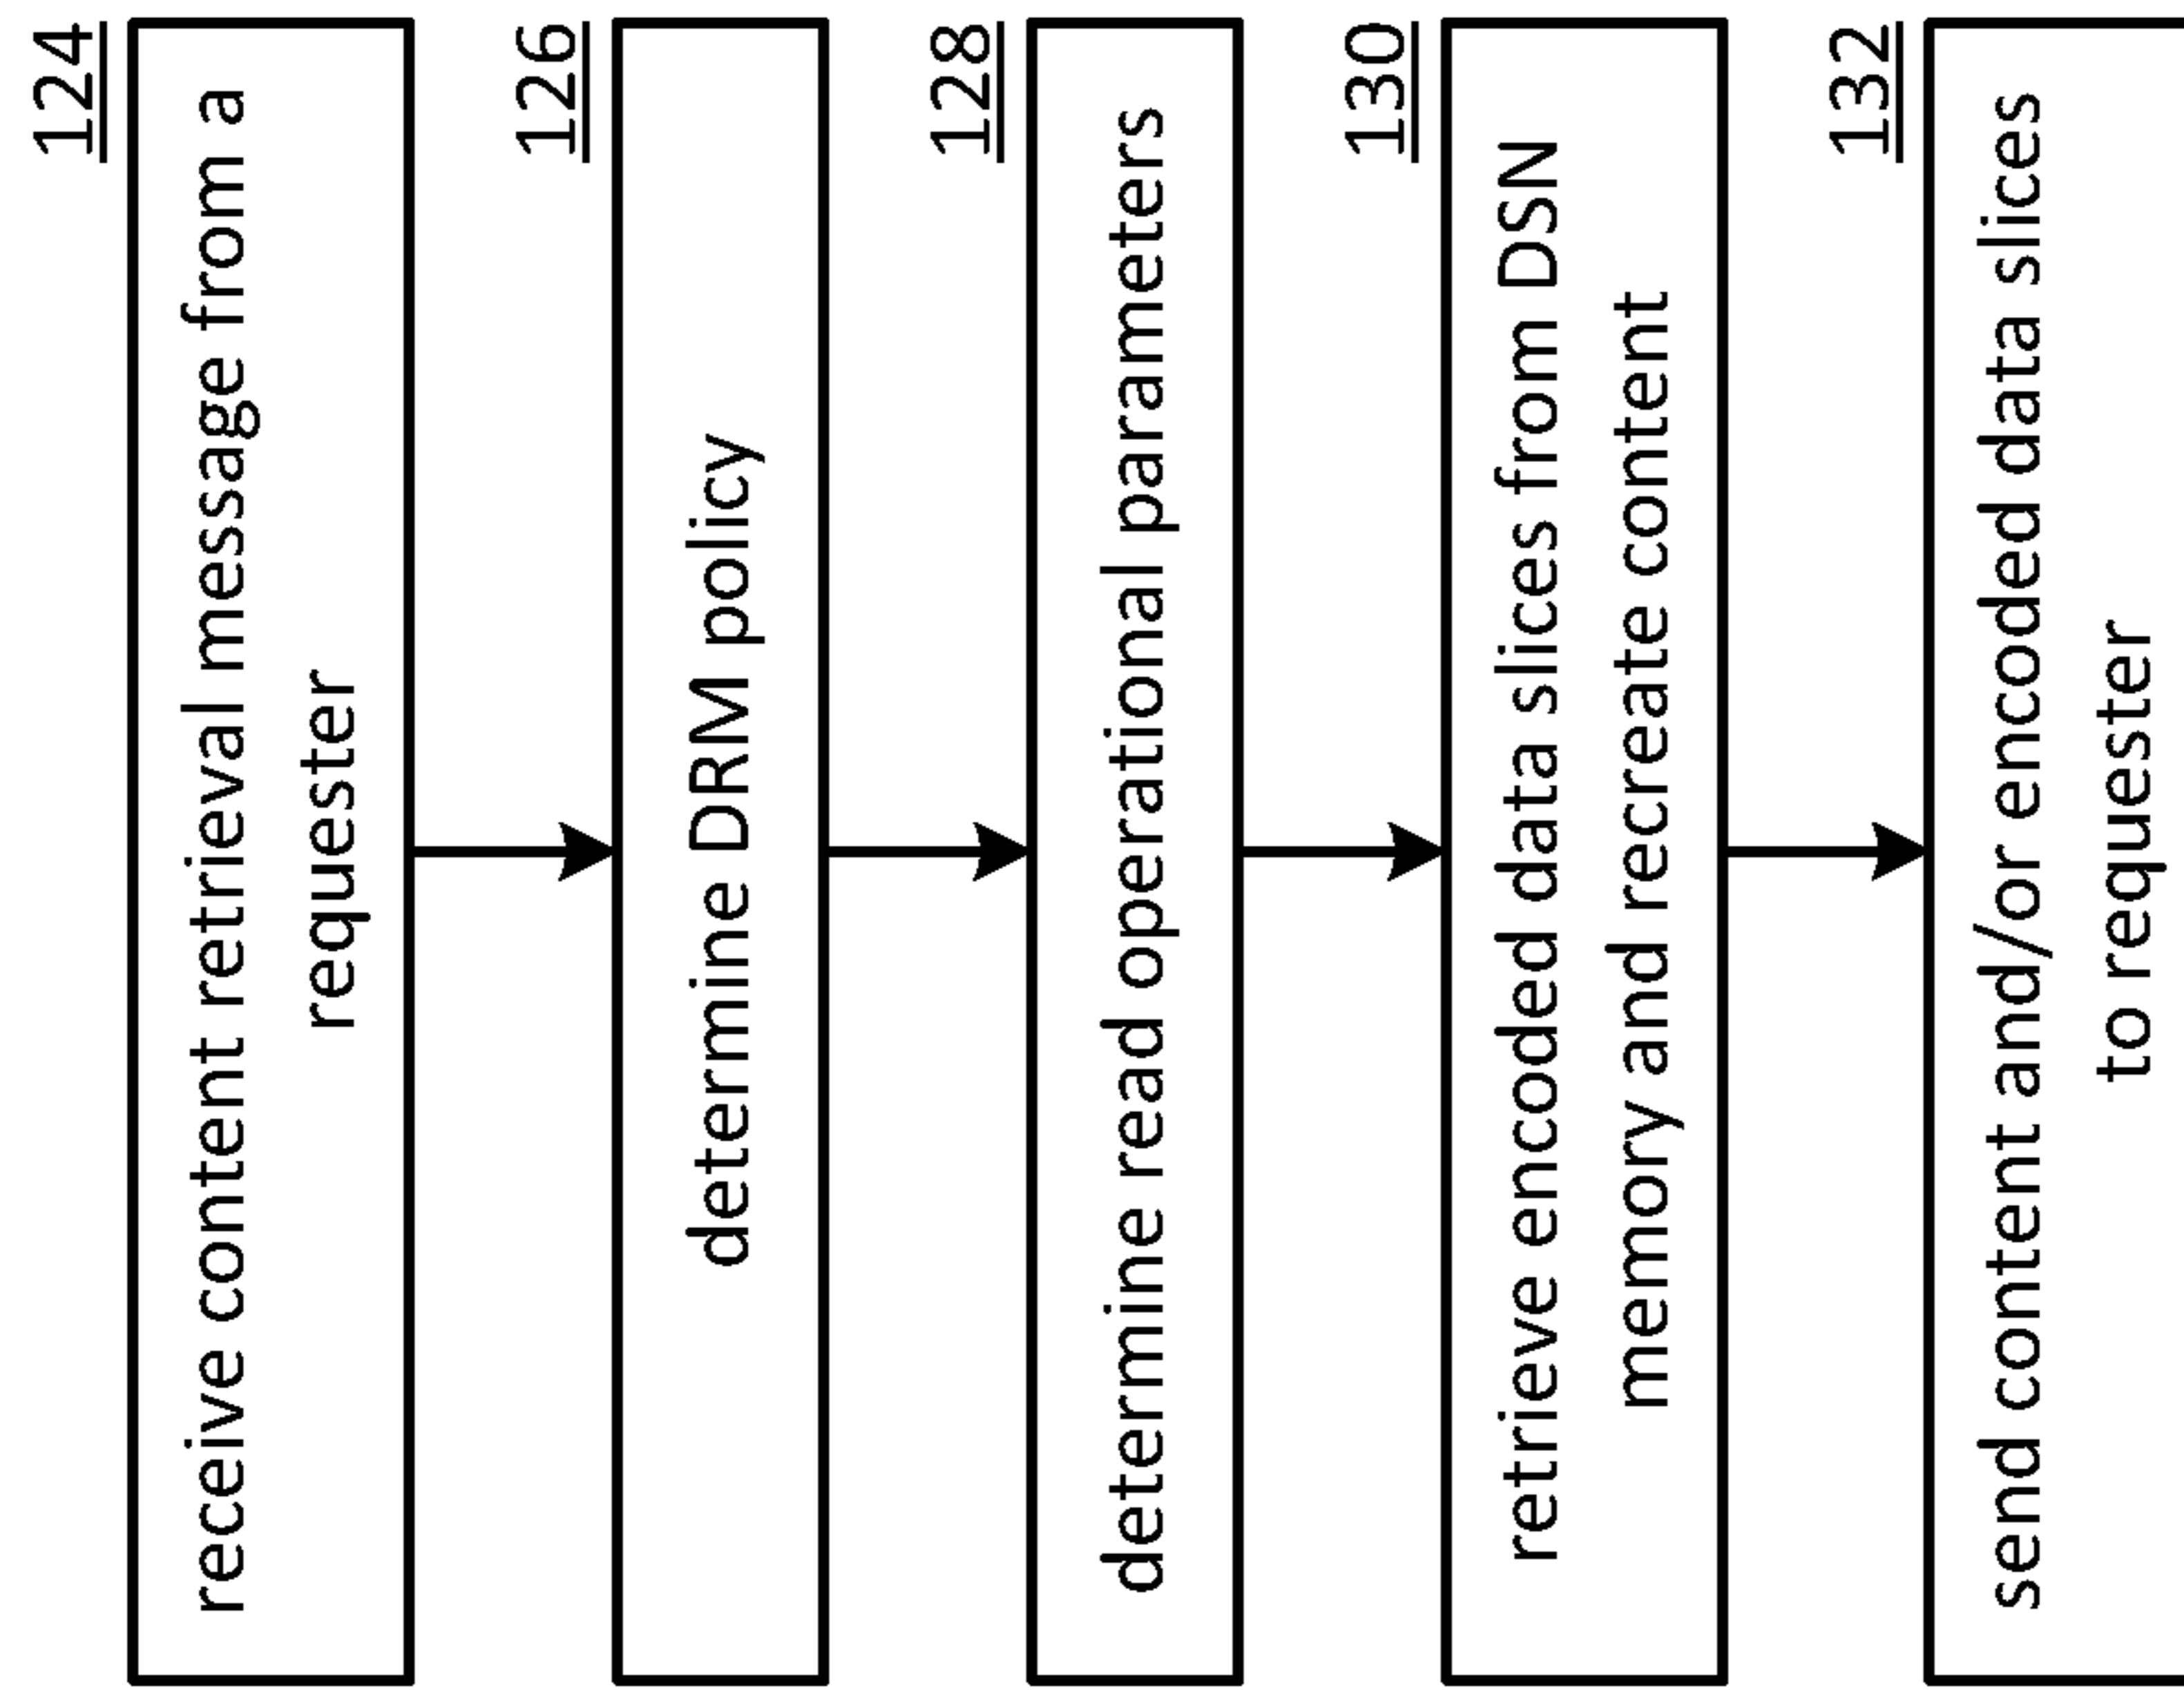 124
receive content retrieval message from a
requester
126
determine DRM policy
128
determine read operational parameters
130
retrieve encoded data slices from DSN
memory and recreate content
132
send content and/or encoded data slices
to requester